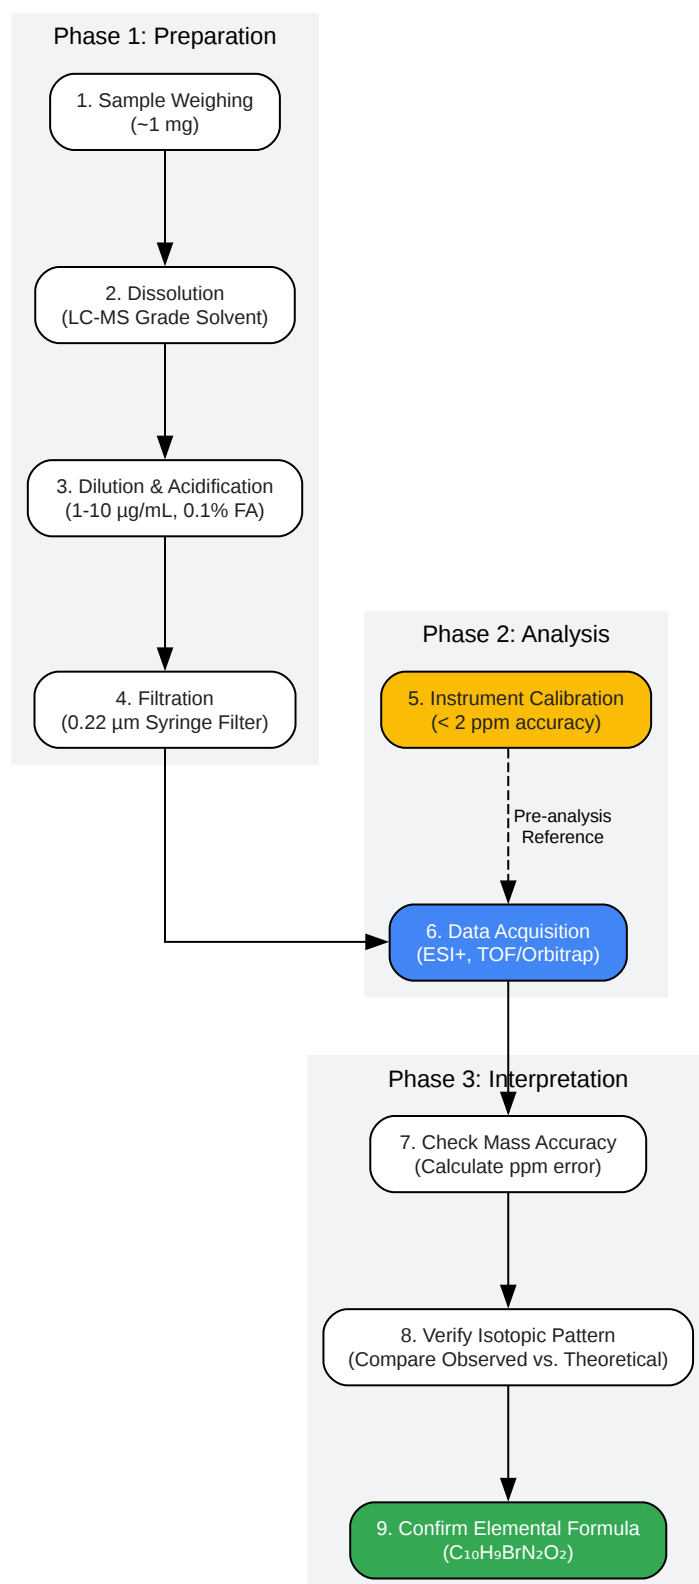 Phase 1: Preparation
1. Sample Weighing
(~1 mg)
2. Dissolution
(LC-MS Grade Solvent)
3. Dilution & Acidification
(1-10 µg/mL, 0.1% FA)
4. Filtration
(0.22 µm Syringe Filter)
Phase 2: Analysis
5. Instrument Calibration
(< 2 ppm accuracy)
Pre-analysis
Reference
6. Data Acquisition
(ESI+, TOF/Orbitrap)
Phase 3: Interpretation
7. Check Mass Accuracy
(Calculate ppm error)
8. Verify Isotopic Pattern
(Compare Observed vs. Theoretical)
9. Confirm Elemental Formula
(C₁₀H₉BrN₂O₂)